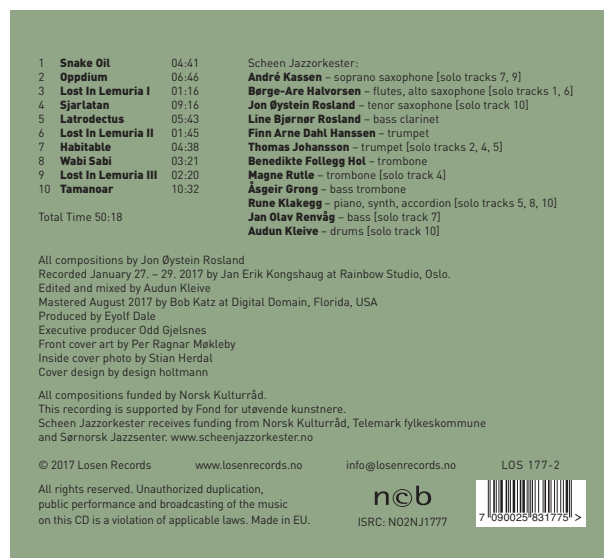 1 Snake Oil 04:41
2 Oppdium 06:46
3 Lost In Lemuria I 01:16
4 Sjarlatan 09:16
5 Latrodectus 05:43
6 Lost In Lemuria II 01:45
7 Habitable 04:38
8 Wabi Sabi 03:21
9 Lost In Lemuria III 02:20
10 Tamanoar 10:32
Total Time 50:18
Scheen Jazzorkester:
André Kassen – soprano saxophone [solo tracks 7, 9]
Børge-Are Halvorsen – flutes, alto saxophone [solo tracks 1, 6]
Jon Øystein Rosland – tenor saxophone [solo track 10]
Line Bjørnør Rosland – bass clarinet
Finn Arne Dahl Hanssen – trumpet
Thomas Johansson – trumpet [solo tracks 2, 4, 5]
Benedikte Follegg Hol – trombone
Magne Rutle – trombone [solo track 4]
Åsgeir Grong – bass trombone
Rune Klakegg – piano, synth, accordion [solo tracks 5, 8, 10]
Jan Olav Renvåg – bass [solo track 7]
Audun Kleive – drums [solo track 10]
All compositions by Jon Øystein Rosland
Recorded January 27. – 29. 2017 by Jan Erik Kongshaug at Rainbow Studio, Oslo.
Edited and mixed by Audun Kleive
Mastered August 2017 by Bob Katz at Digital Domain, Florida, USA
Produced by Eyolf Dale
Executive producer Odd Gjelsnes
Front cover art by Per Ragnar Møkleby
Inside cover photo by Stian Herdal
Cover design by design holtmann
All compositions funded by Norsk Kulturråd.
This recording is supported by Fond for utøvende kunstnere.
Scheen Jazzorkester receives funding from Norsk Kulturråd, Telemark fylkeskommune
and Sørnorsk Jazzsenter. www.scheenjazzorkester.no
© 2017 Losen Records www.losenrecords.no info@losenrecords.no LOS 177-2
All rights reserved. Unauthorized duplication,
public performance and broadcasting of the music
on this CD is a violation of applicable laws. Made in EU.
n©b
ISRC: NO2NJ1777
7 090025 831775 >